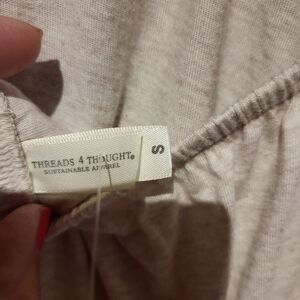 THREADS 4 THOUGHT®
SUSTAINABLE APPAREL
S